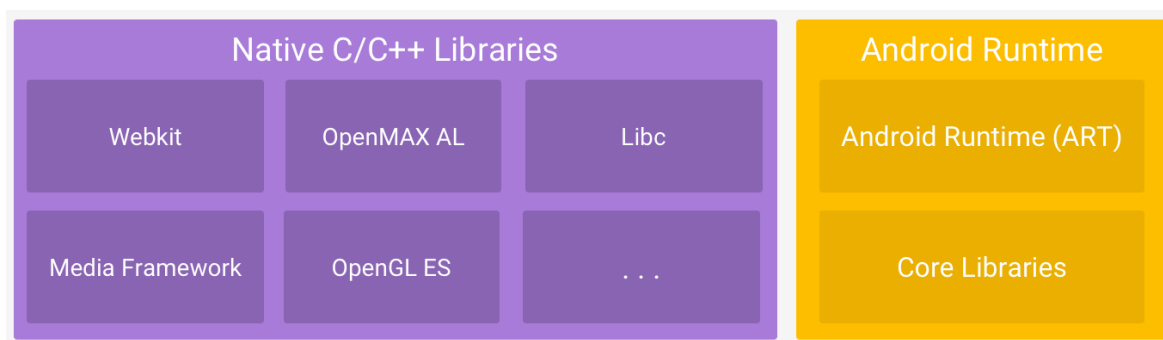 Native C/C++ Libraries
Webkit
OpenMAX AL
Libc
Media Framework
OpenGL ES
. . .
Android Runtime
Android Runtime (ART)
Core Libraries